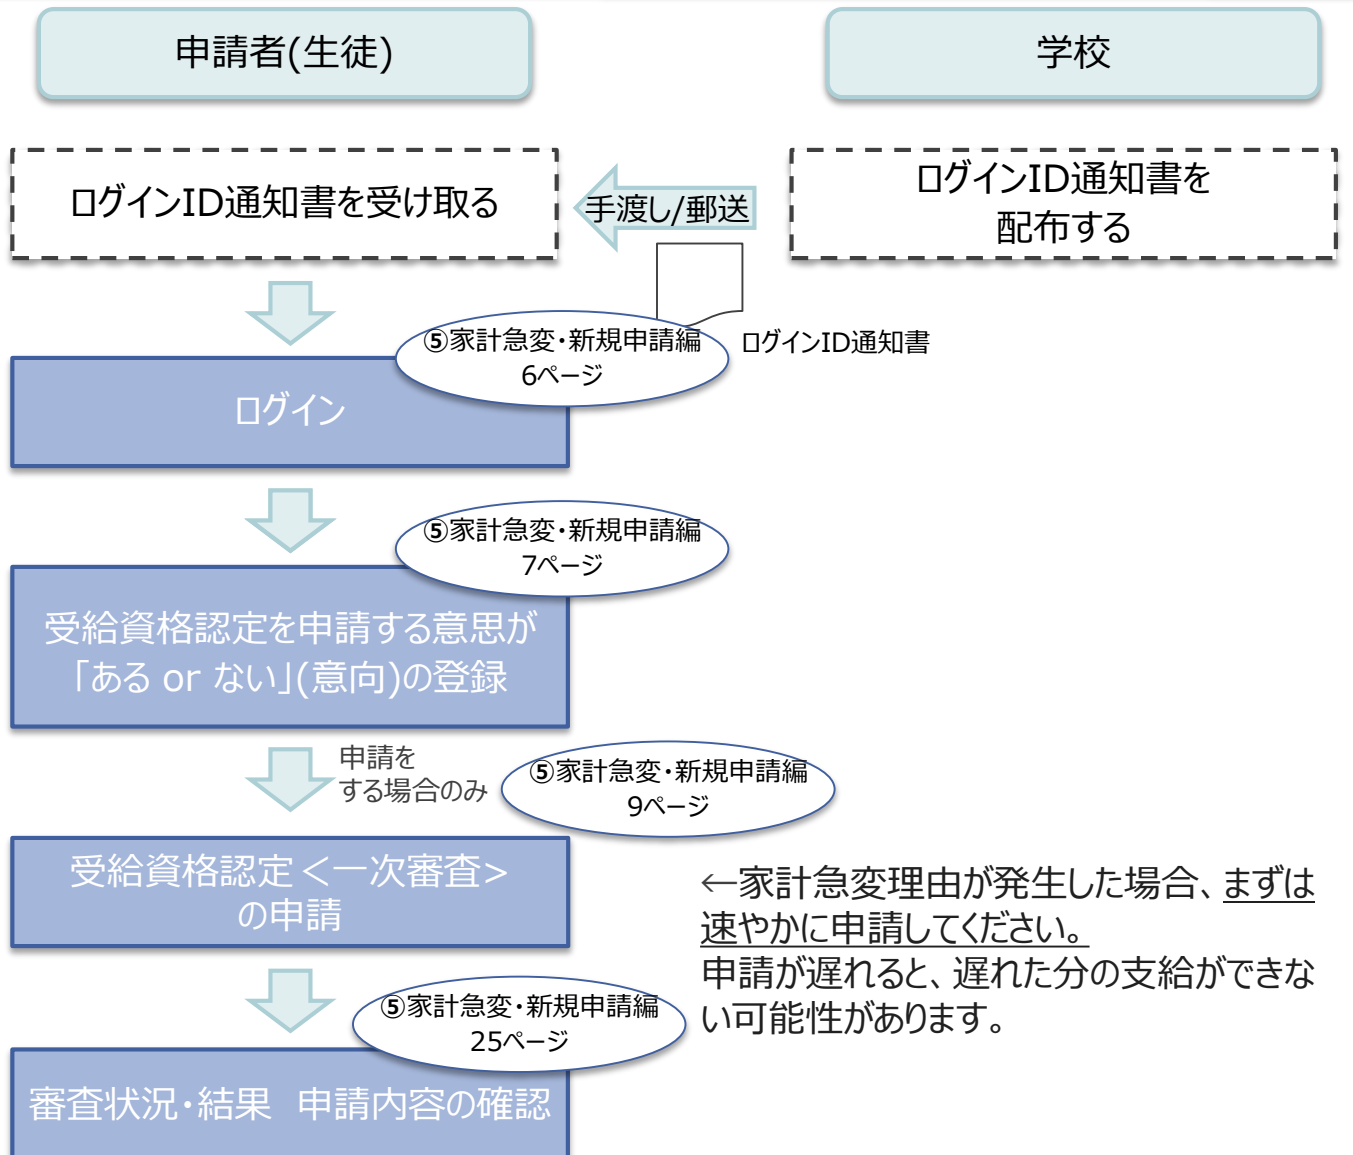 申請者(生徒)
学校
ログインID通知書を受け取る
手渡し/郵送
ログインID通知書を
配布する
ログインID通知書
⑤家計急変・新規申請編
6ページ
ログイン
⑤家計急変・新規申請編
7ページ
受給資格認定を申請する意思が
「ある or ない」(意向)の登録
申請を
する場合のみ
⑤家計急変・新規申請編
9ページ
受給資格認定<一次審査>
の申請
←家計急変理由が発生した場合、まずは
速やかに申請してください。
申請が遅れると、遅れた分の支給ができな
い可能性があります。
⑤家計急変・新規申請編
25ページ
審査状況・結果　申請内容の確認